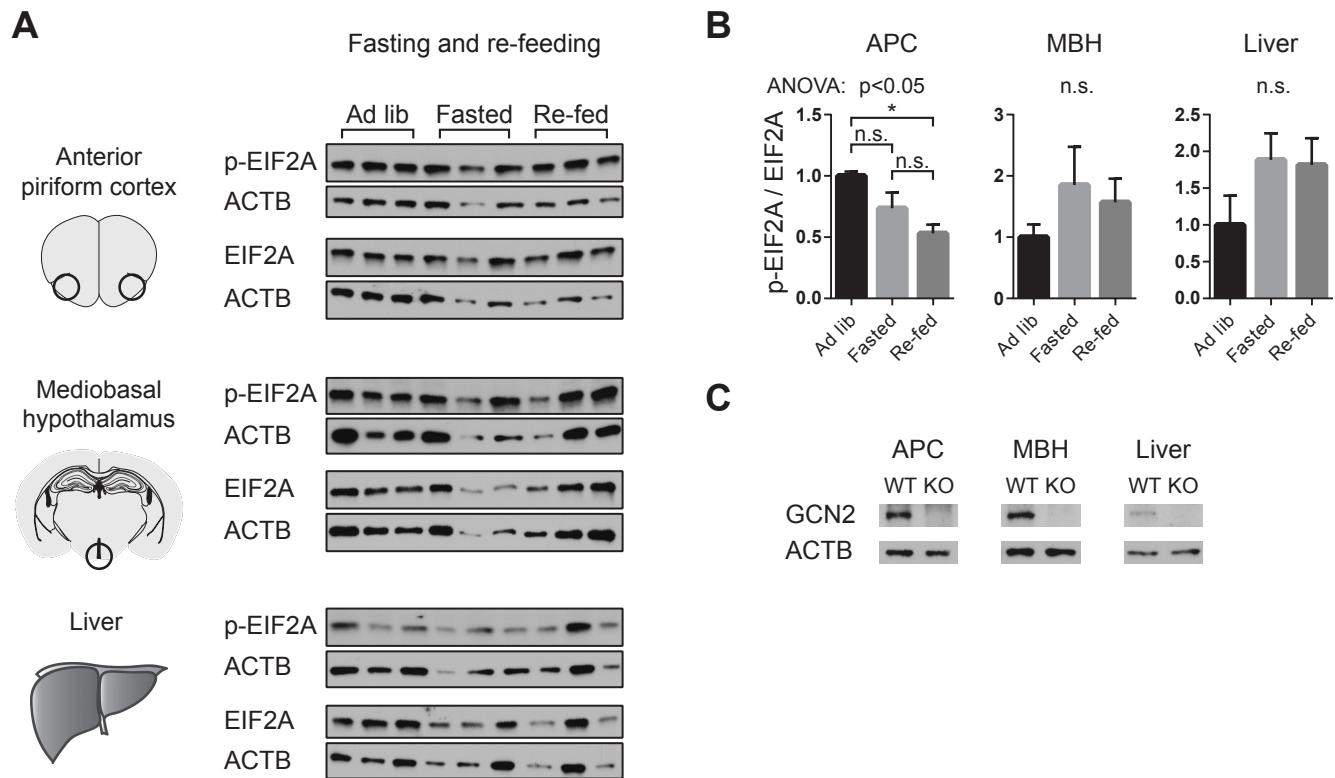 A
Fasting and re-feeding
Ad lib Fasted Re-fed
Anterior
piriform cortex
p-EIF2A
ACTB
EIF2A
ACTB
Mediobasal
hypothalamus
p-EIF2A
ACTB
EIF2A
ACTB
Liver
p-EIF2A
ACTB
EIF2A
ACTB
B
APC MBH Liver
ANOVA: p<0.05 n.s. n.s.
p-EIF2A / EIF2A
1.5
1.0
0.5
0.0
*
n.s.
n.s.
Ad lib Fasted Re-fed
3
2
1
0
Ad lib Fasted Re-fed
2.5
2.0
1.5
1.0
0.5
0.0
Ad lib Fasted Re-fed
C
APC MBH Liver
WT KO WT KO WT KO
GCN2
ACTB